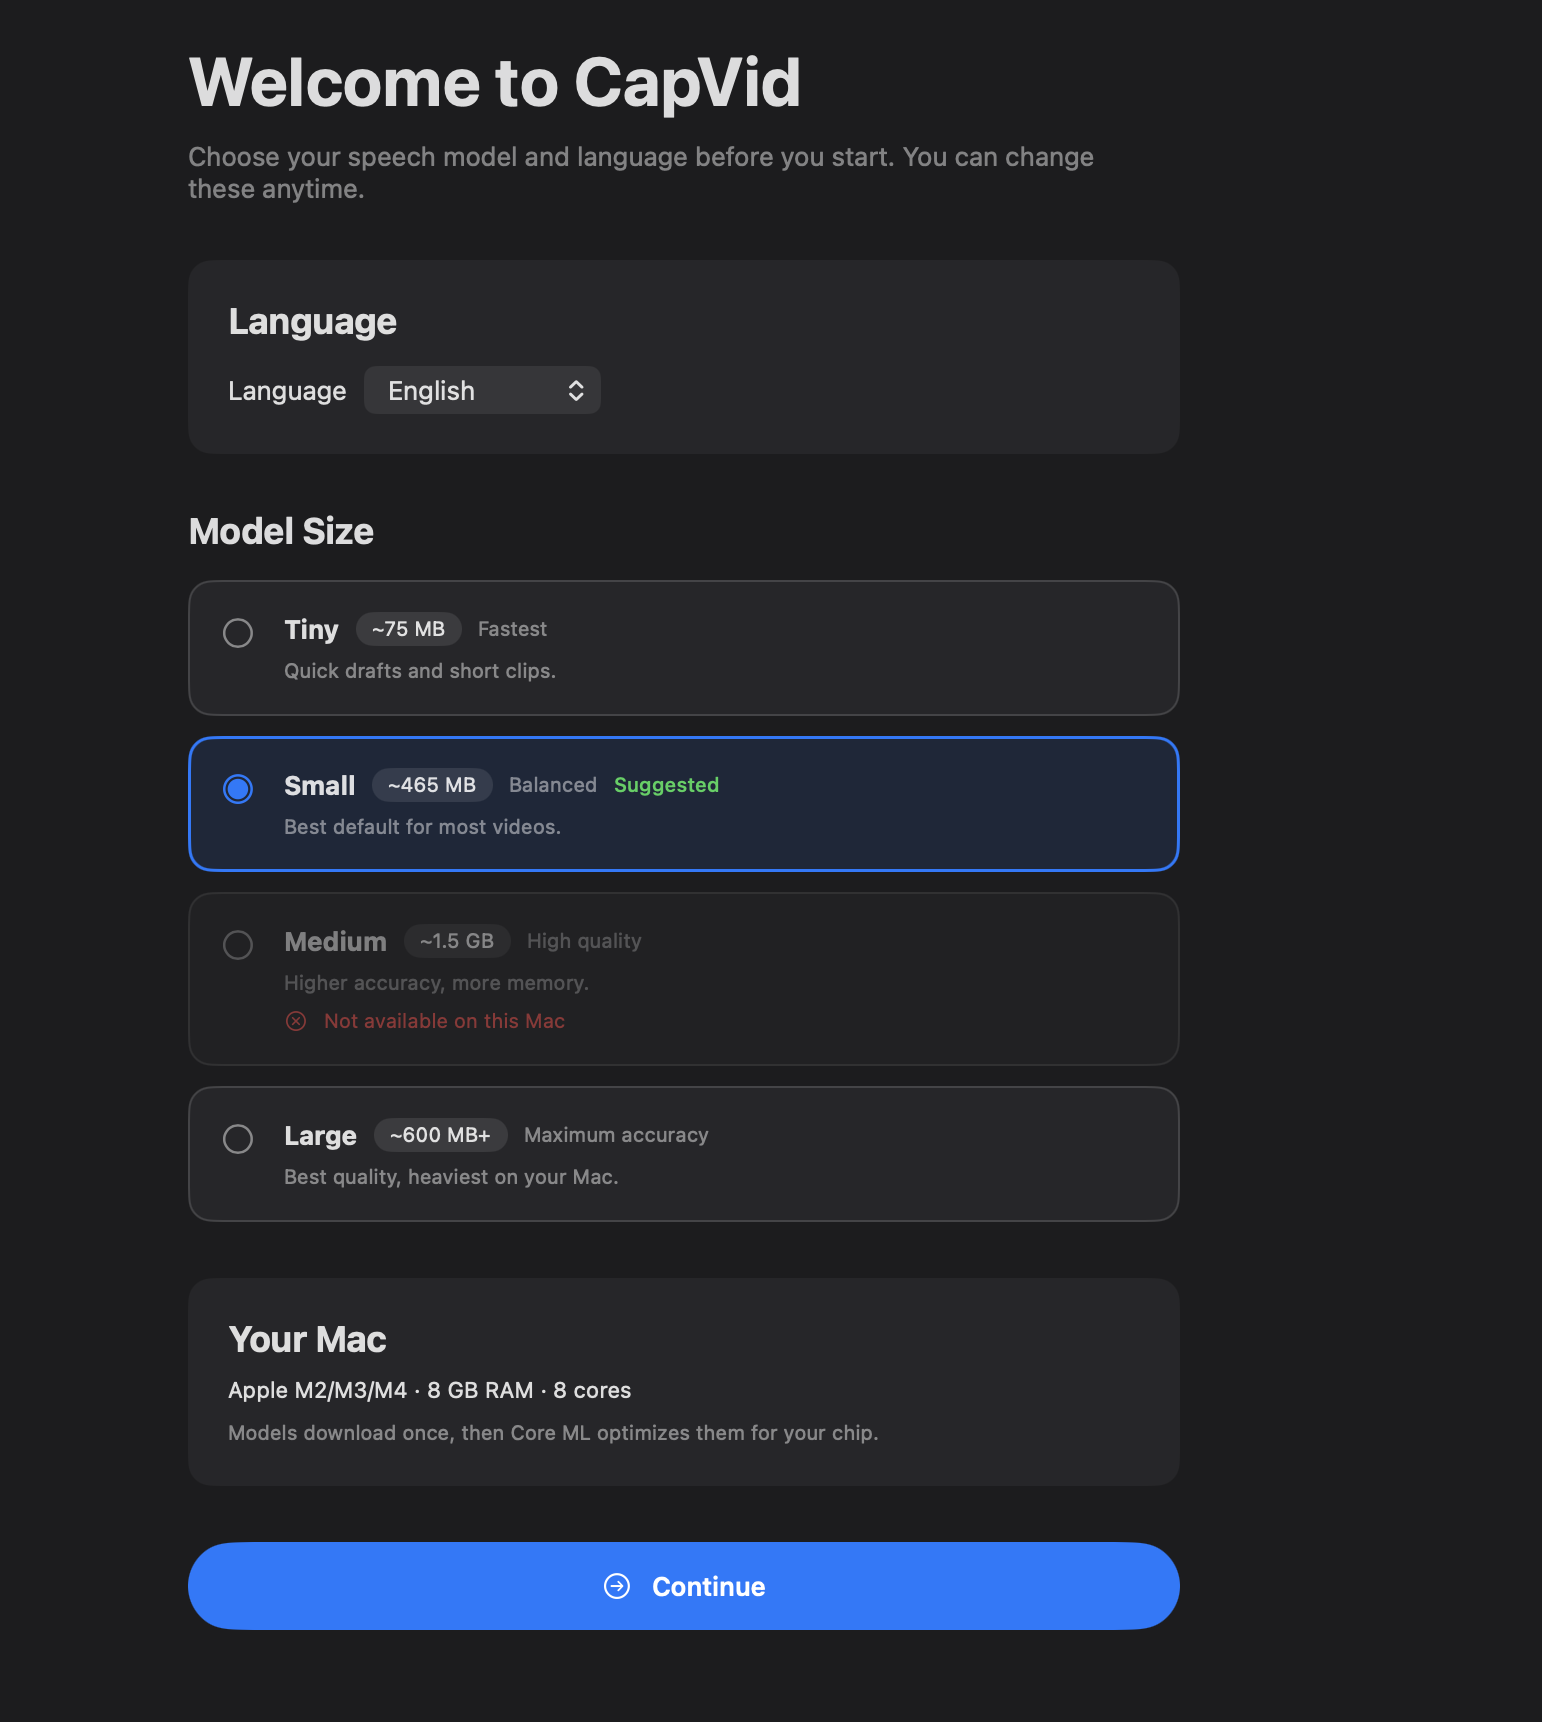 Welcome to CapVid
Choose your speech model and language before you start. You can change
these anytime.
Language
Language English
Model Size
Tiny ~75 MB Fastest
Quick drafts and short clips.
Small ~465 MB Balanced Suggested
Best default for most videos.
Medium ~1.5 GB High quality
Higher accuracy, more memory.
Not available on this Mac
Large ~600 MB+ Maximum accuracy
Best quality, heaviest on your Mac.
Your Mac
Apple M2/M3/M4 · 8 GB RAM · 8 cores
Models download once, then Core ML optimizes them for your chip.
Continue